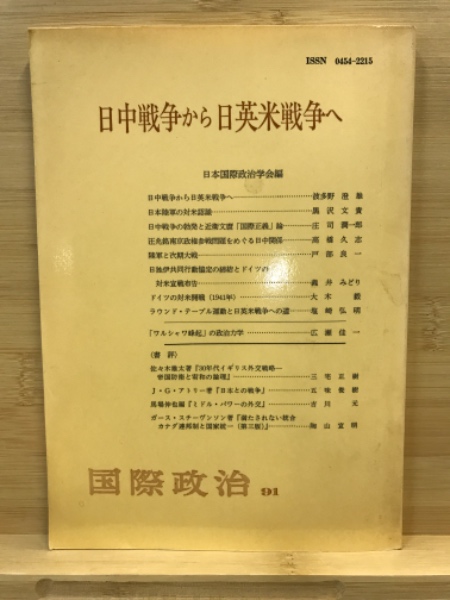 ISSN 0454-2215
日中戦争から日英米戦争へ
日本国際政治学会編
日中戦争から日英米戦争へ……波多野 澄雄
日本陸軍の対米認識……黒沢 文貴
日中戦争の勃発と近衛文麿「国際正義」論……庄司 潤一郎
汪兆銘南京政権参戦問題をめぐる日中関係……高橋 久志
陸軍と次期大戦……戸部 良一
日独伊共同行動協定の締結とドイツの
対米宣戦布告……義井 みどり
ドイツの対米開戦（1941年）……大木 毅
ラウンド・テーブル運動と日英米戦争への道……塩崎 弘明
「ワルシャワ蜂起」の政治力学……広瀬 佳一
（書 評）
佐々木雄太著『30年代イギリス外交戦略—
帝国防衛と宥和の論理』……三宅 正樹
J・G・アトリー著『日本との戦争』……五味 俊樹
馬場伸也編『ミドル・パワーの外交』……吉川 元
ガース・スチーヴンソン著『満たされない統合
カナダ連邦制と国家統一（第三版）』……加山 宜明
国際政治 91